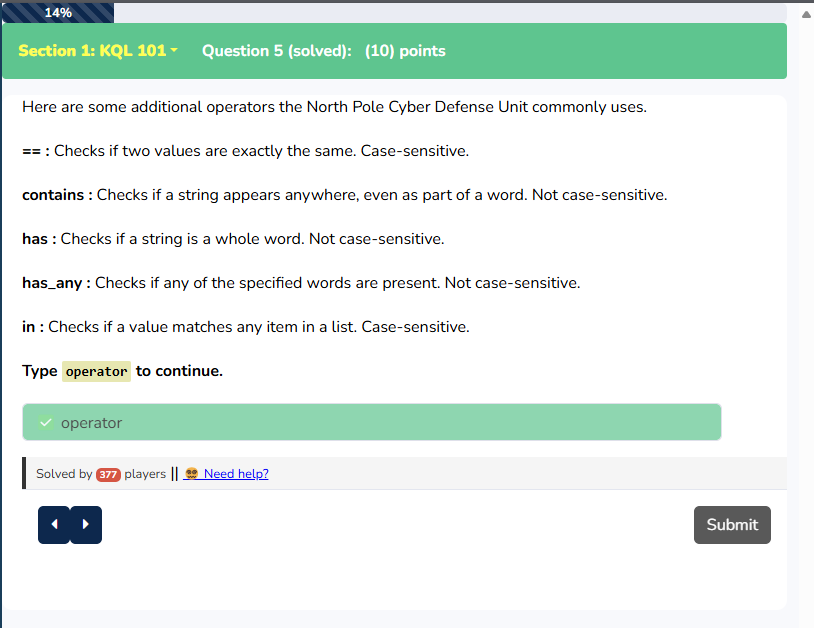 14%
Section 1: KQL 101 Question 5 (solved): (10) points
Here are some additional operators the North Pole Cyber Defense Unit commonly uses.
== : Checks if two values are exactly the same. Case-sensitive.
contains : Checks if a string appears anywhere, even as part of a word. Not case-sensitive.
has : Checks if a string is a whole word. Not case-sensitive.
has_any : Checks if any of the specified words are present. Not case-sensitive.
in : Checks if a value matches any item in a list. Case-sensitive.
Type operator to continue.
operator
Solved by 377 players || Need help?
Submit